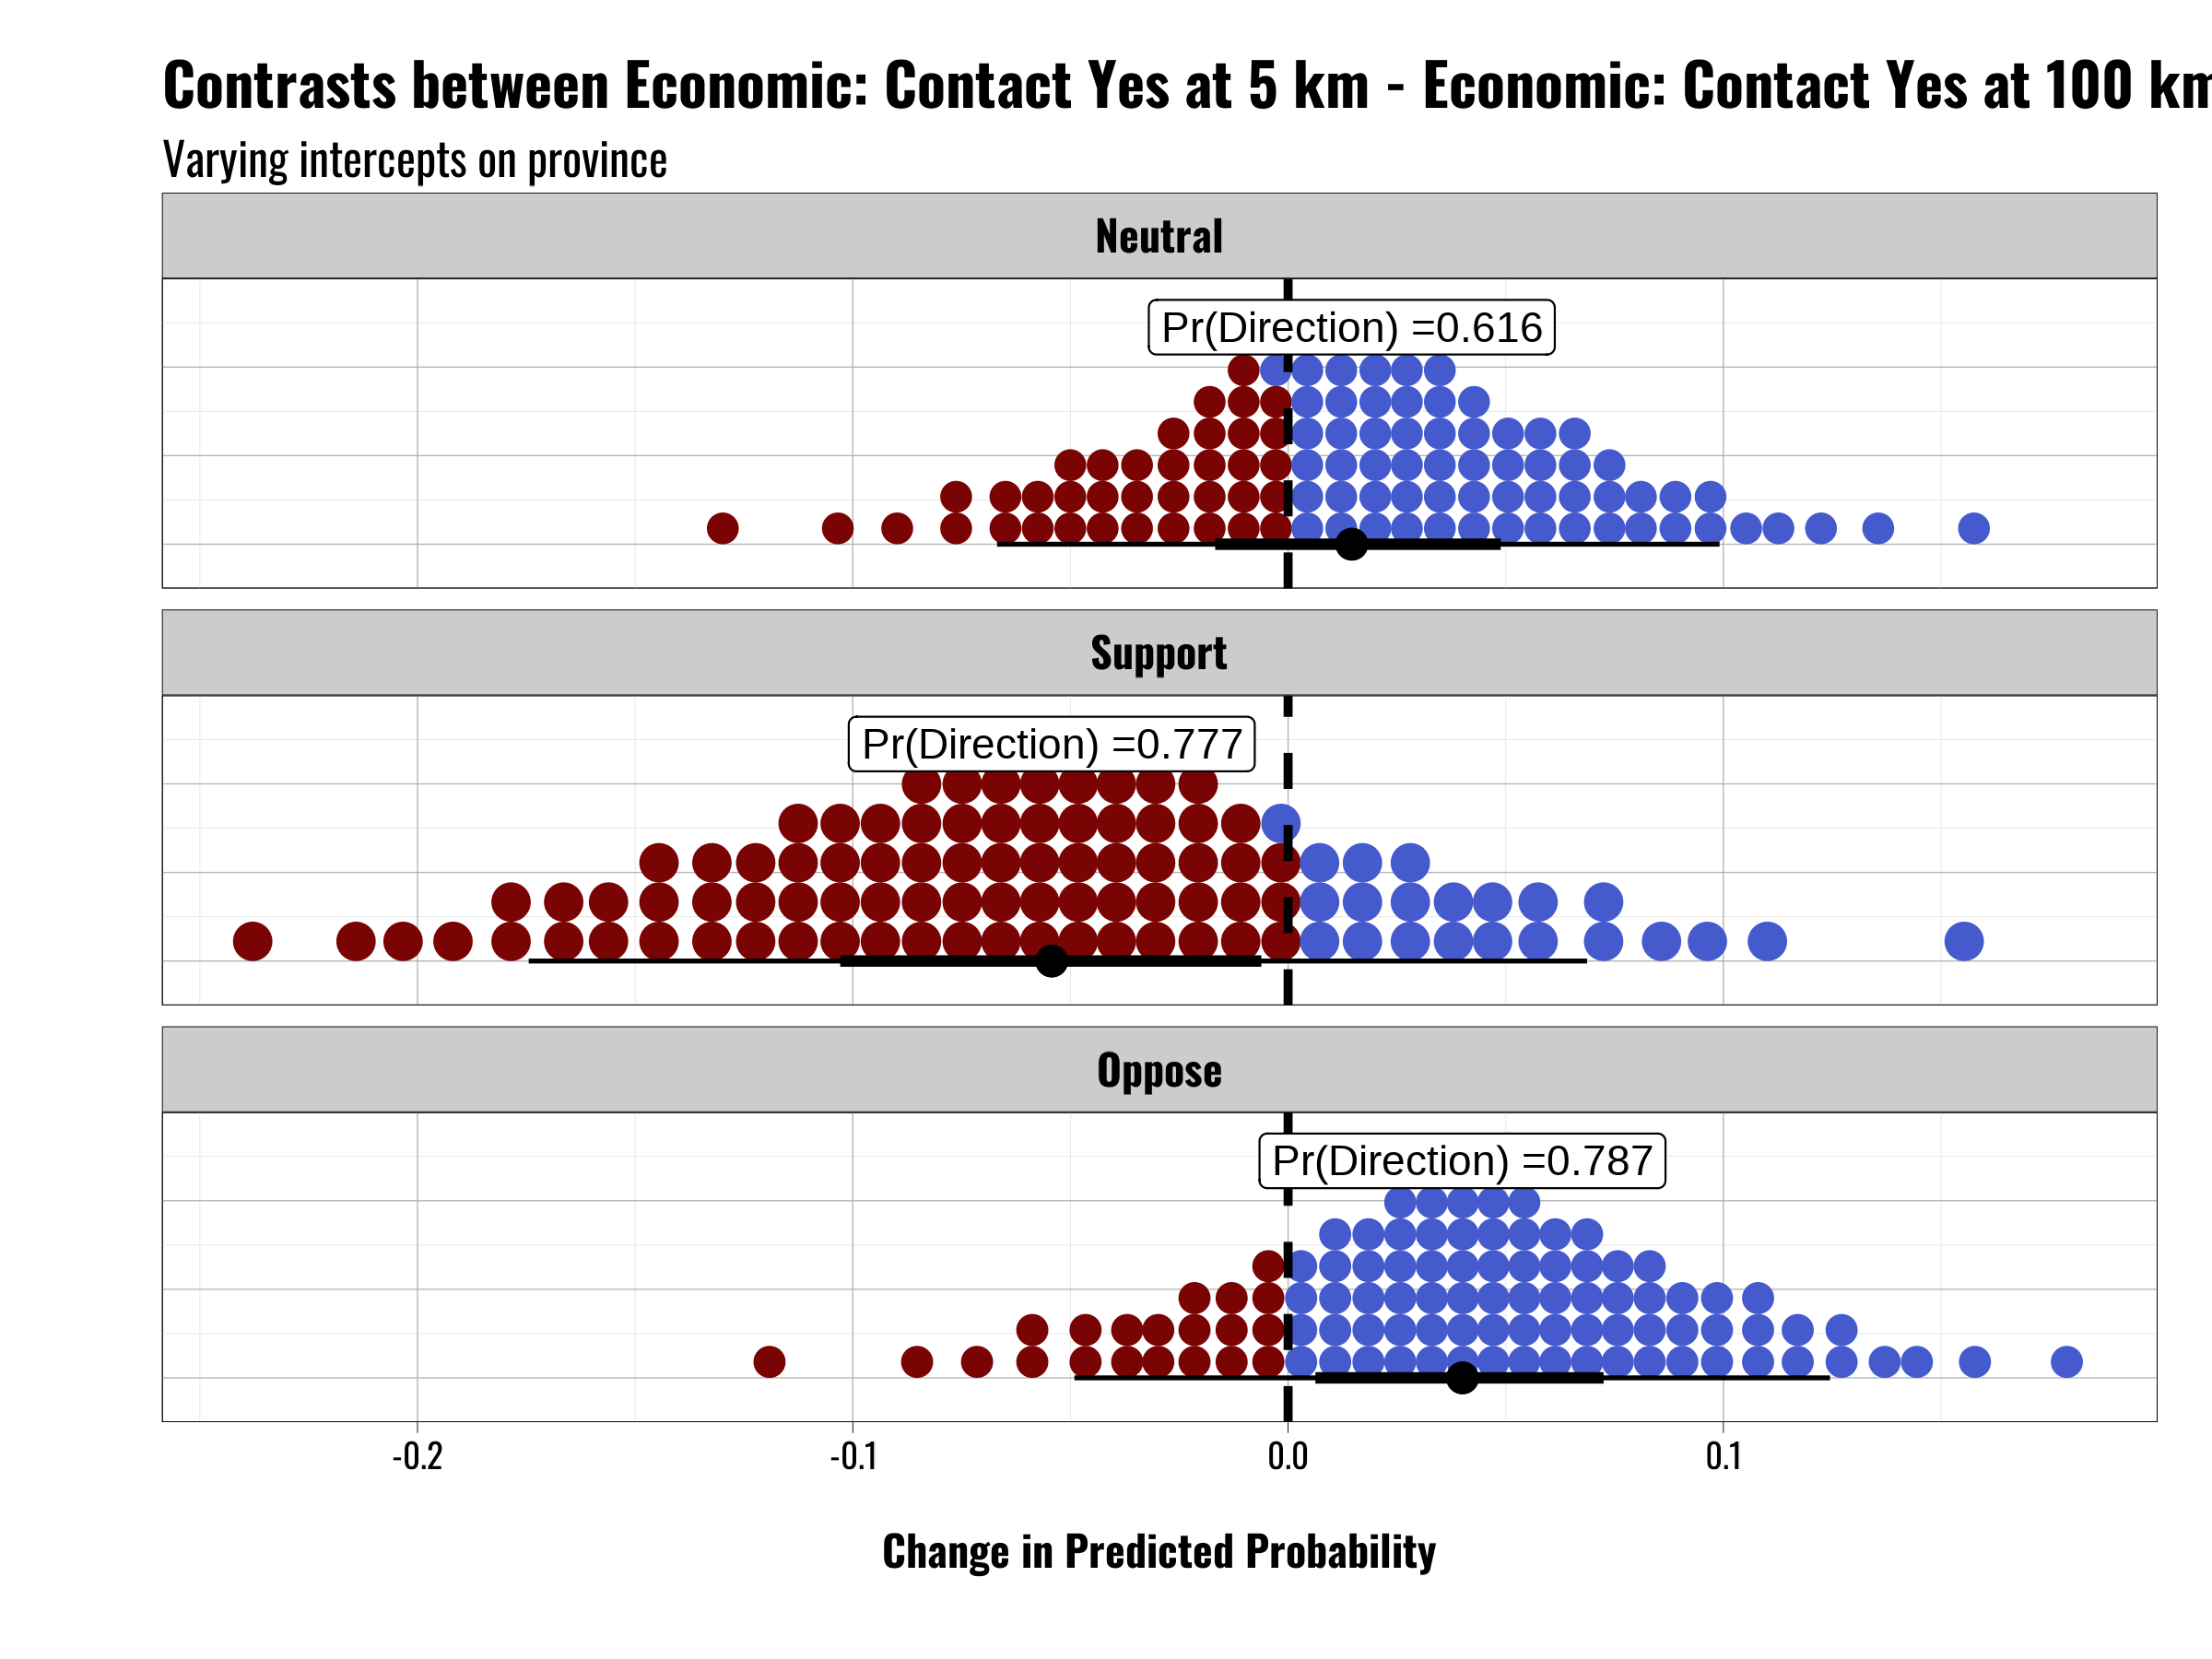 Contrasts between Economic: Contact Yes at 5 km - Economic: Contact Yes at 100 km
Varying intercepts on province
Neutral
Pr(Direction) =0.616
Support
Pr(Direction) =0.777
Oppose
Pr(Direction) =0.787
-0.2 -0.1 0.0 0.1
Change in Predicted Probability